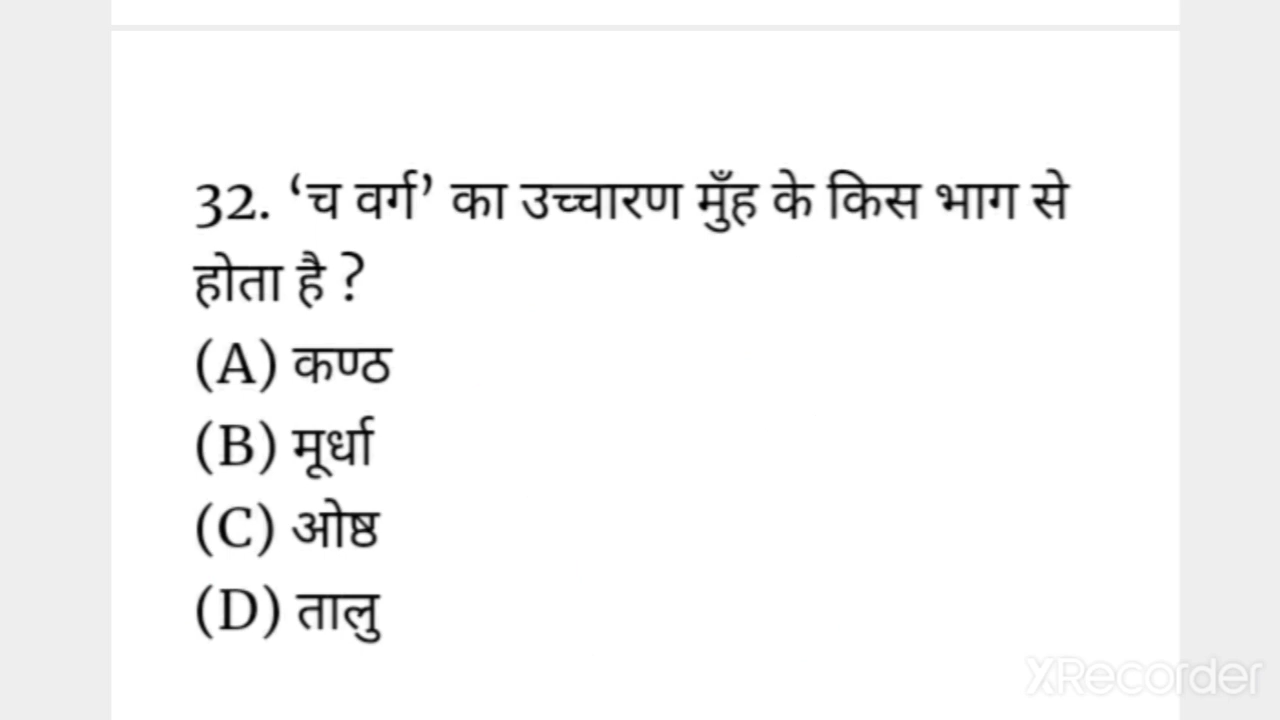 32. ‘च वर्ग’ का उच्चारण मुँह के किस भाग से
होता है ?
(A) कण्ठ
(B) मूर्धा
(C) ओष्ठ
(D) तालु
XRecorder